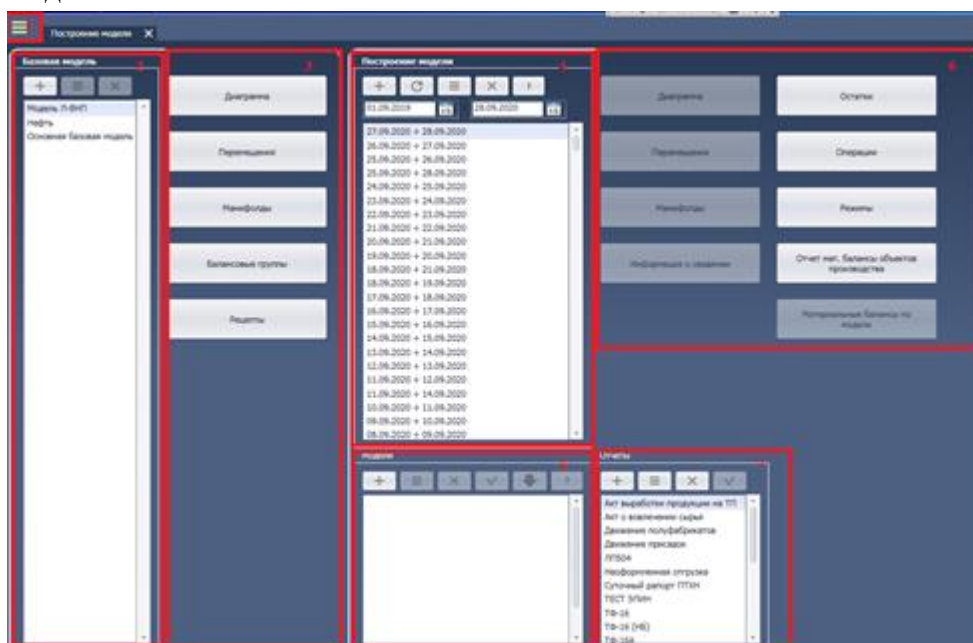 Построение модели X
Базовая модель
Модель Л-ФНП
Нефть
Основная базовая модель
Диаграмма
Перемещения
Манифолды
Балансовые группы
Рецепты
3
Построение модели
01.09.2019 28.09.2020
27.09.2020 + 28.09.2020
26.09.2020 + 27.09.2020
25.09.2020 + 26.09.2020
25.09.2020 + 28.09.2020
24.09.2020 + 25.09.2020
23.09.2020 + 24.09.2020
22.09.2020 + 23.09.2020
21.09.2020 + 22.09.2020
20.09.2020 + 21.09.2020
19.09.2020 + 20.09.2020
18.09.2020 + 21.09.2020
18.09.2020 + 19.09.2020
17.09.2020 + 18.09.2020
16.09.2020 + 17.09.2020
15.09.2020 + 16.09.2020
14.09.2020 + 15.09.2020
13.09.2020 + 14.09.2020
12.09.2020 + 13.09.2020
11.09.2020 + 12.09.2020
11.09.2020 + 14.09.2020
10.09.2020 + 11.09.2020
09.09.2020 + 10.09.2020
08.09.2020 + 09.09.2020
Диаграмма
Перемещения
Манифолды
Информация о сведении
Остатки
Операции
Режимы
Отчет мат. балансы объектов
производства
Материальные балансы по
модели
6
Модели
Отчеты
Акт выработки продукции на ТП
Акт о вовлечении сырья
Движение полуфабрикатов
Движение присадок
ЛП504
Неоформленная отгрузка
Суточный рапорт ПТХН
ТЕСТ ЭЛИН
ТФ-16
ТФ-16 (НБ)
ТФ-16А